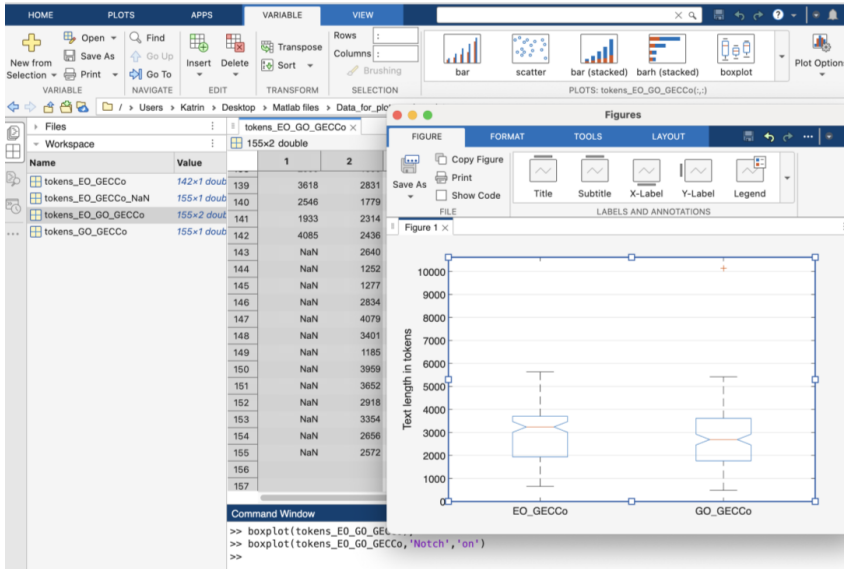 HOME PLOTS APPS VARIABLE VIEW
New from Selection
Open
Save As
Print
VARIABLE
Find
Go Up
Go To
NAVIGATE
Insert
Delete
EDIT
Transpose
Sort
TRANSFORM
Rows :
Columns :
Brushing
SELECTION
bar
scatter
bar (stacked)
barh (stacked)
boxplot
PLOTS: tokens_EO_GO_GECCo(:,:)
Plot Option
/ › Users › Katrin › Desktop › Matlab files ›
Files
Workspace
Name Value
tokens_EO_GECCo 142×1 doub
tokens_EO_GECCo_NaN 155×1 doub
tokens_EO_GO_GECCo 155×2 doub
tokens_GO_GECCo 155×1 doub
tokens_EO_GO_GECCo ×
155×2 double
1 2
139 3618 2831
140 2546 1779
141 1933 2314
142 4085 2436
143 NaN 2640
144 NaN 1252
145 NaN 1277
146 NaN 2834
147 NaN 4079
148 NaN 3401
149 NaN 1185
150 NaN 3959
151 NaN 3652
152 NaN 2918
153 NaN 3354
154 NaN 2656
155 NaN 2572
156
157
Command Window
>> boxplot(tokens_EO_GO_
>> boxplot(tokens_EO_GO_GECCo,'Notch','on')
>>
Figures
FIGURE FORMAT TOOLS LAYOUT
Save As
Copy Figure
Print
Show Code
FILE
Title
Subtitle
X-Label
Y-Label
Legend
LABELS AND ANNOTATIONS
Figure 1 ×
Text length in tokens
10000
9000
8000
7000
6000
5000
4000
3000
2000
1000
0
EO_GECCo GO_GECCo